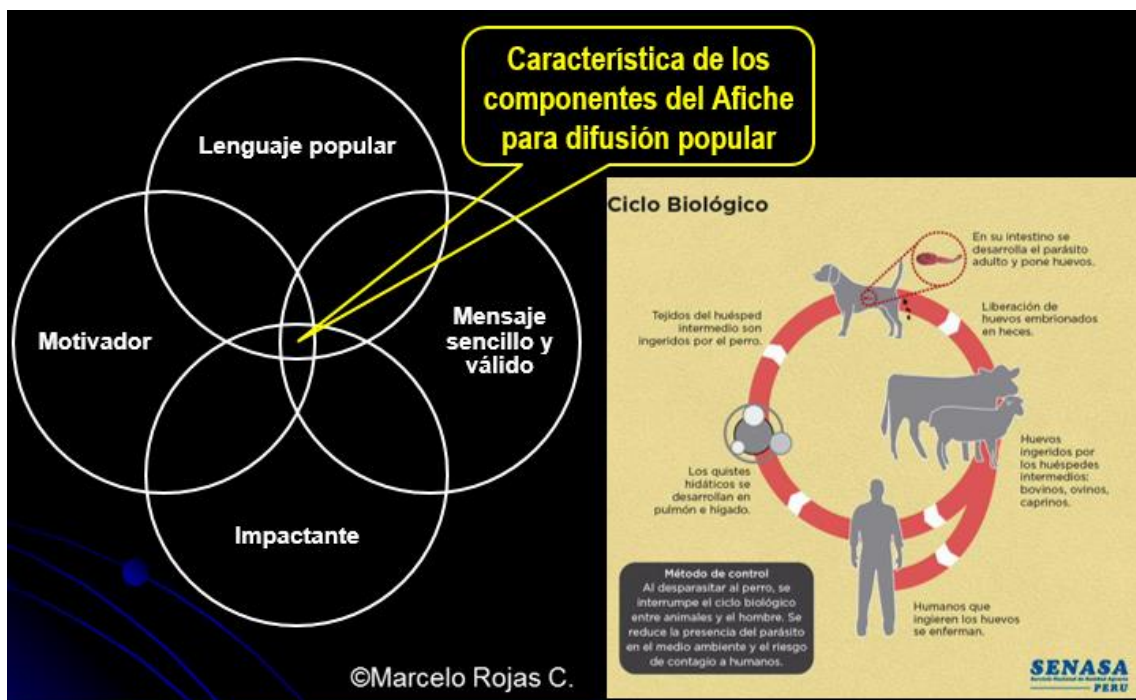 Característica de los
componentes del Afiche
para difusión popular
Lenguaje popular
Motivador
Mensaje
sencillo y
válido
Impactante
©Marcelo Rojas C.
Ciclo Biológico
En su intestino se
desarrolla el parásito
adulto y pone huevos.
Liberación de
huevos embrionados
en heces.
Tejidos del huésped
intermedio son
ingeridos por el perro.
Huevos
ingeridos por
los huéspedes
intermedios:
bovinos, ovinos,
caprinos.
Los quistes
hidáticos se
desarrollan en
pulmón e hígado.
Humanos que
ingieren los huevos
se enferman.
Método de control
Al desparasitar al perro, se
interrumpe el ciclo biológico
entre animales y el hombre. Se
reduce la presencia del parásito
en el medio ambiente y el riesgo
de contagio a humanos.
SENASA
Servicio Nacional de Sanidad Agraria
PERU